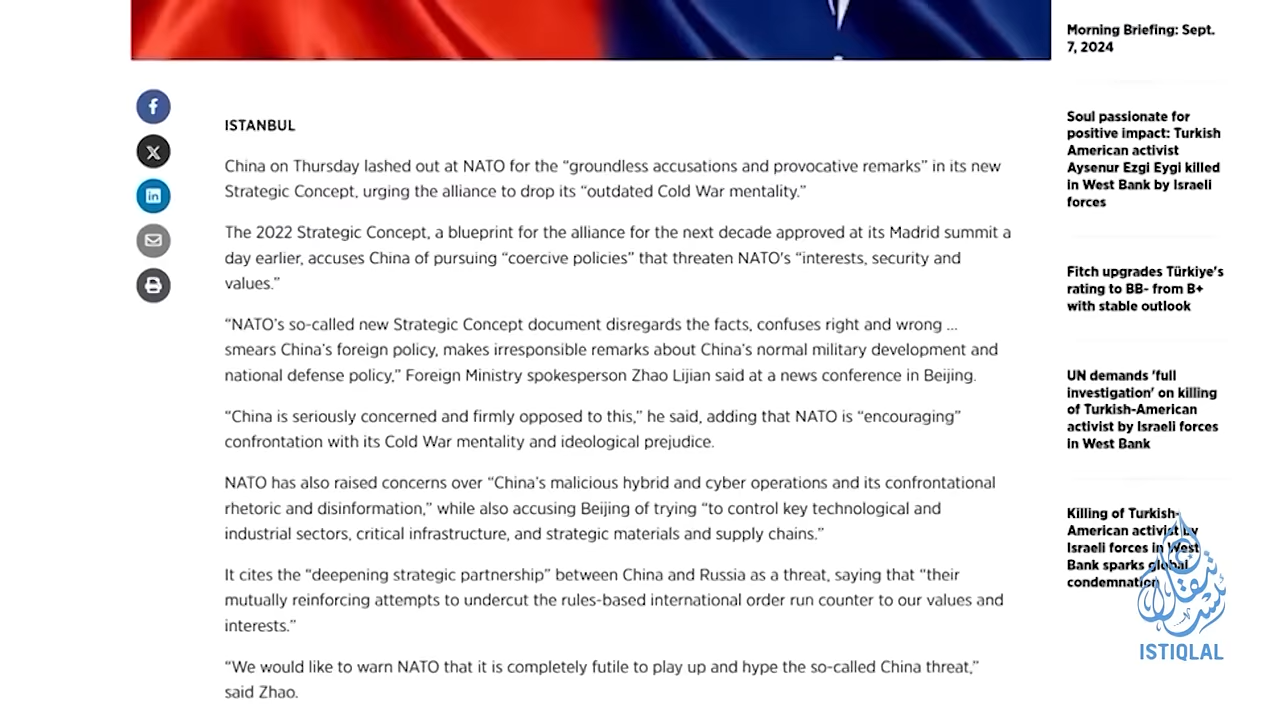 ISTANBUL
China on Thursday lashed out at NATO for the “groundless accusations and provocative remarks” in its new
Strategic Concept, urging the alliance to drop its “outdated Cold War mentality.”
The 2022 Strategic Concept, a blueprint for the alliance for the next decade approved at its Madrid summit a
day earlier, accuses China of pursuing “coercive policies” that threaten NATO's “interests, security and
values.”
“NATO’s so-called new Strategic Concept document disregards the facts, confuses right and wrong ...
smears China’s foreign policy, makes irresponsible remarks about China’s normal military development and
national defense policy,” Foreign Ministry spokesperson Zhao Lijian said at a news conference in Beijing.
“China is seriously concerned and firmly opposed to this,” he said, adding that NATO is “encouraging”
confrontation with its Cold War mentality and ideological prejudice.
NATO has also raised concerns over “China’s malicious hybrid and cyber operations and its confrontational
rhetoric and disinformation,” while also accusing Beijing of trying “to control key technological and
industrial sectors, critical infrastructure, and strategic materials and supply chains.”
It cites the “deepening strategic partnership” between China and Russia as a threat, saying that “their
mutually reinforcing attempts to undercut the rules-based international order run counter to our values and
interests.”
“We would like to warn NATO that it is completely futile to play up and hype the so-called China threat,”
said Zhao.
Morning Briefing: Sept.
7, 2024
Soul passionate for
positive impact: Turkish
American activist
Aysenur Ezgi Eygi killed
in West Bank by Israeli
forces
Fitch upgrades Türkiye's
rating to BB- from B+
with stable outlook
UN demands 'full
investigation' on killing
of Turkish-American
activist by Israeli forces
in West Bank
Killing of Turkish-
American activist by
Israeli forces in West
Bank sparks global
condemnation
ISTIQLAL